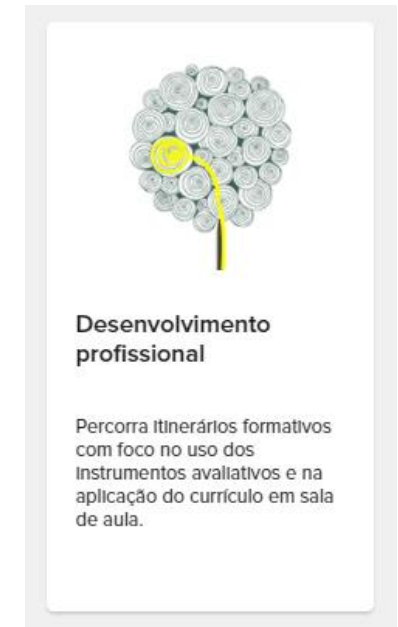 Desenvolvimento
profissional
Percorra itinerários formativos
com foco no uso dos
instrumentos avaliativos e na
aplicação do currículo em sala
de aula.